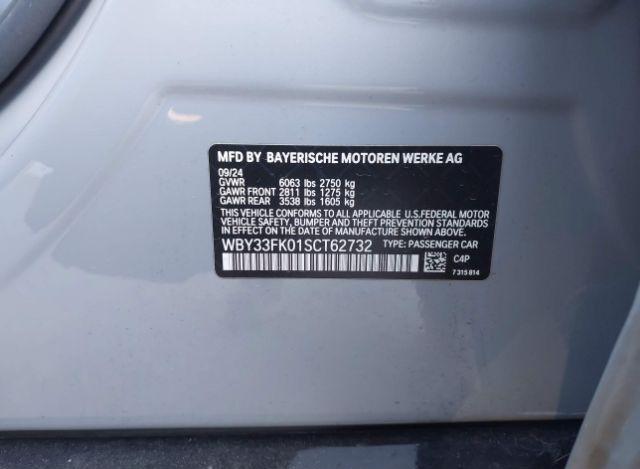 MFD BY BAYERISCHE MOTOREN WERKE AG
09/24
GVWR 6063 lbs 2750 kg
GAWR FRONT 2811 lbs 1275 kg
GAWR REAR 3538 lbs 1605 kg
THIS VEHICLE CONFORMS TO ALL APPLICABLE U.S.FEDERAL MOTOR
VEHICLE SAFETY, BUMPER AND THEFT PREVENTION STANDARDS IN
EFFECT ON THE DATE OF MANUFACTURE SHOWN ABOVE.
WBY33FK01SCT62732 TYPE: PASSENGER CAR
C4P
7 315 814